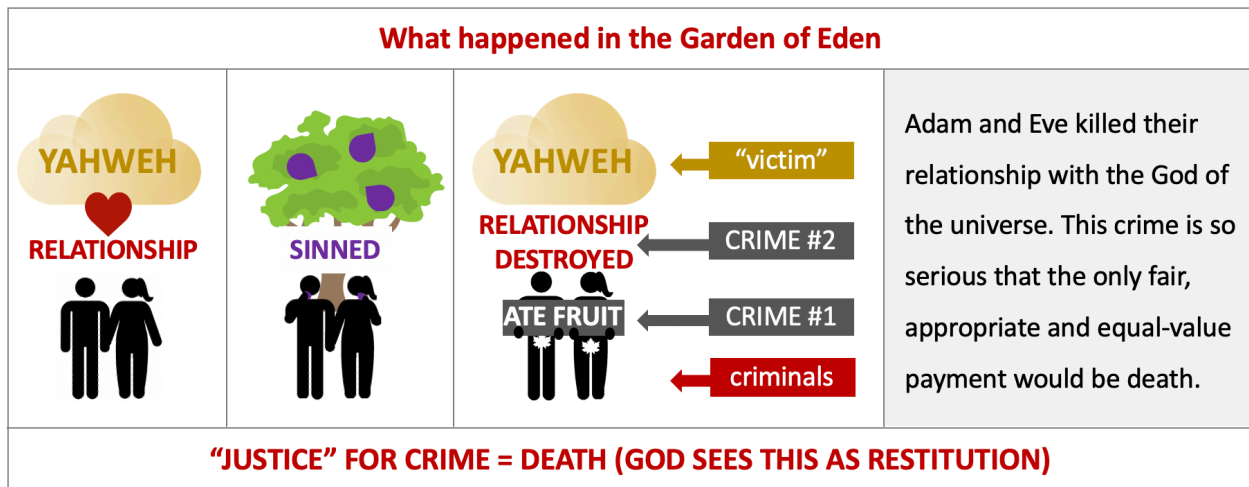 What happened in the Garden of Eden
YAHWEH
RELATIONSHIP
SINNED
YAHWEH
RELATIONSHIP
DESTROYED
ATE FRUIT
“victim”
CRIME #2
CRIME #1
criminals
Adam and Eve killed their
relationship with the God of
the universe. This crime is so
serious that the only fair,
appropriate and equal-value
payment would be death.
“JUSTICE” FOR CRIME = DEATH (GOD SEES THIS AS RESTITUTION)